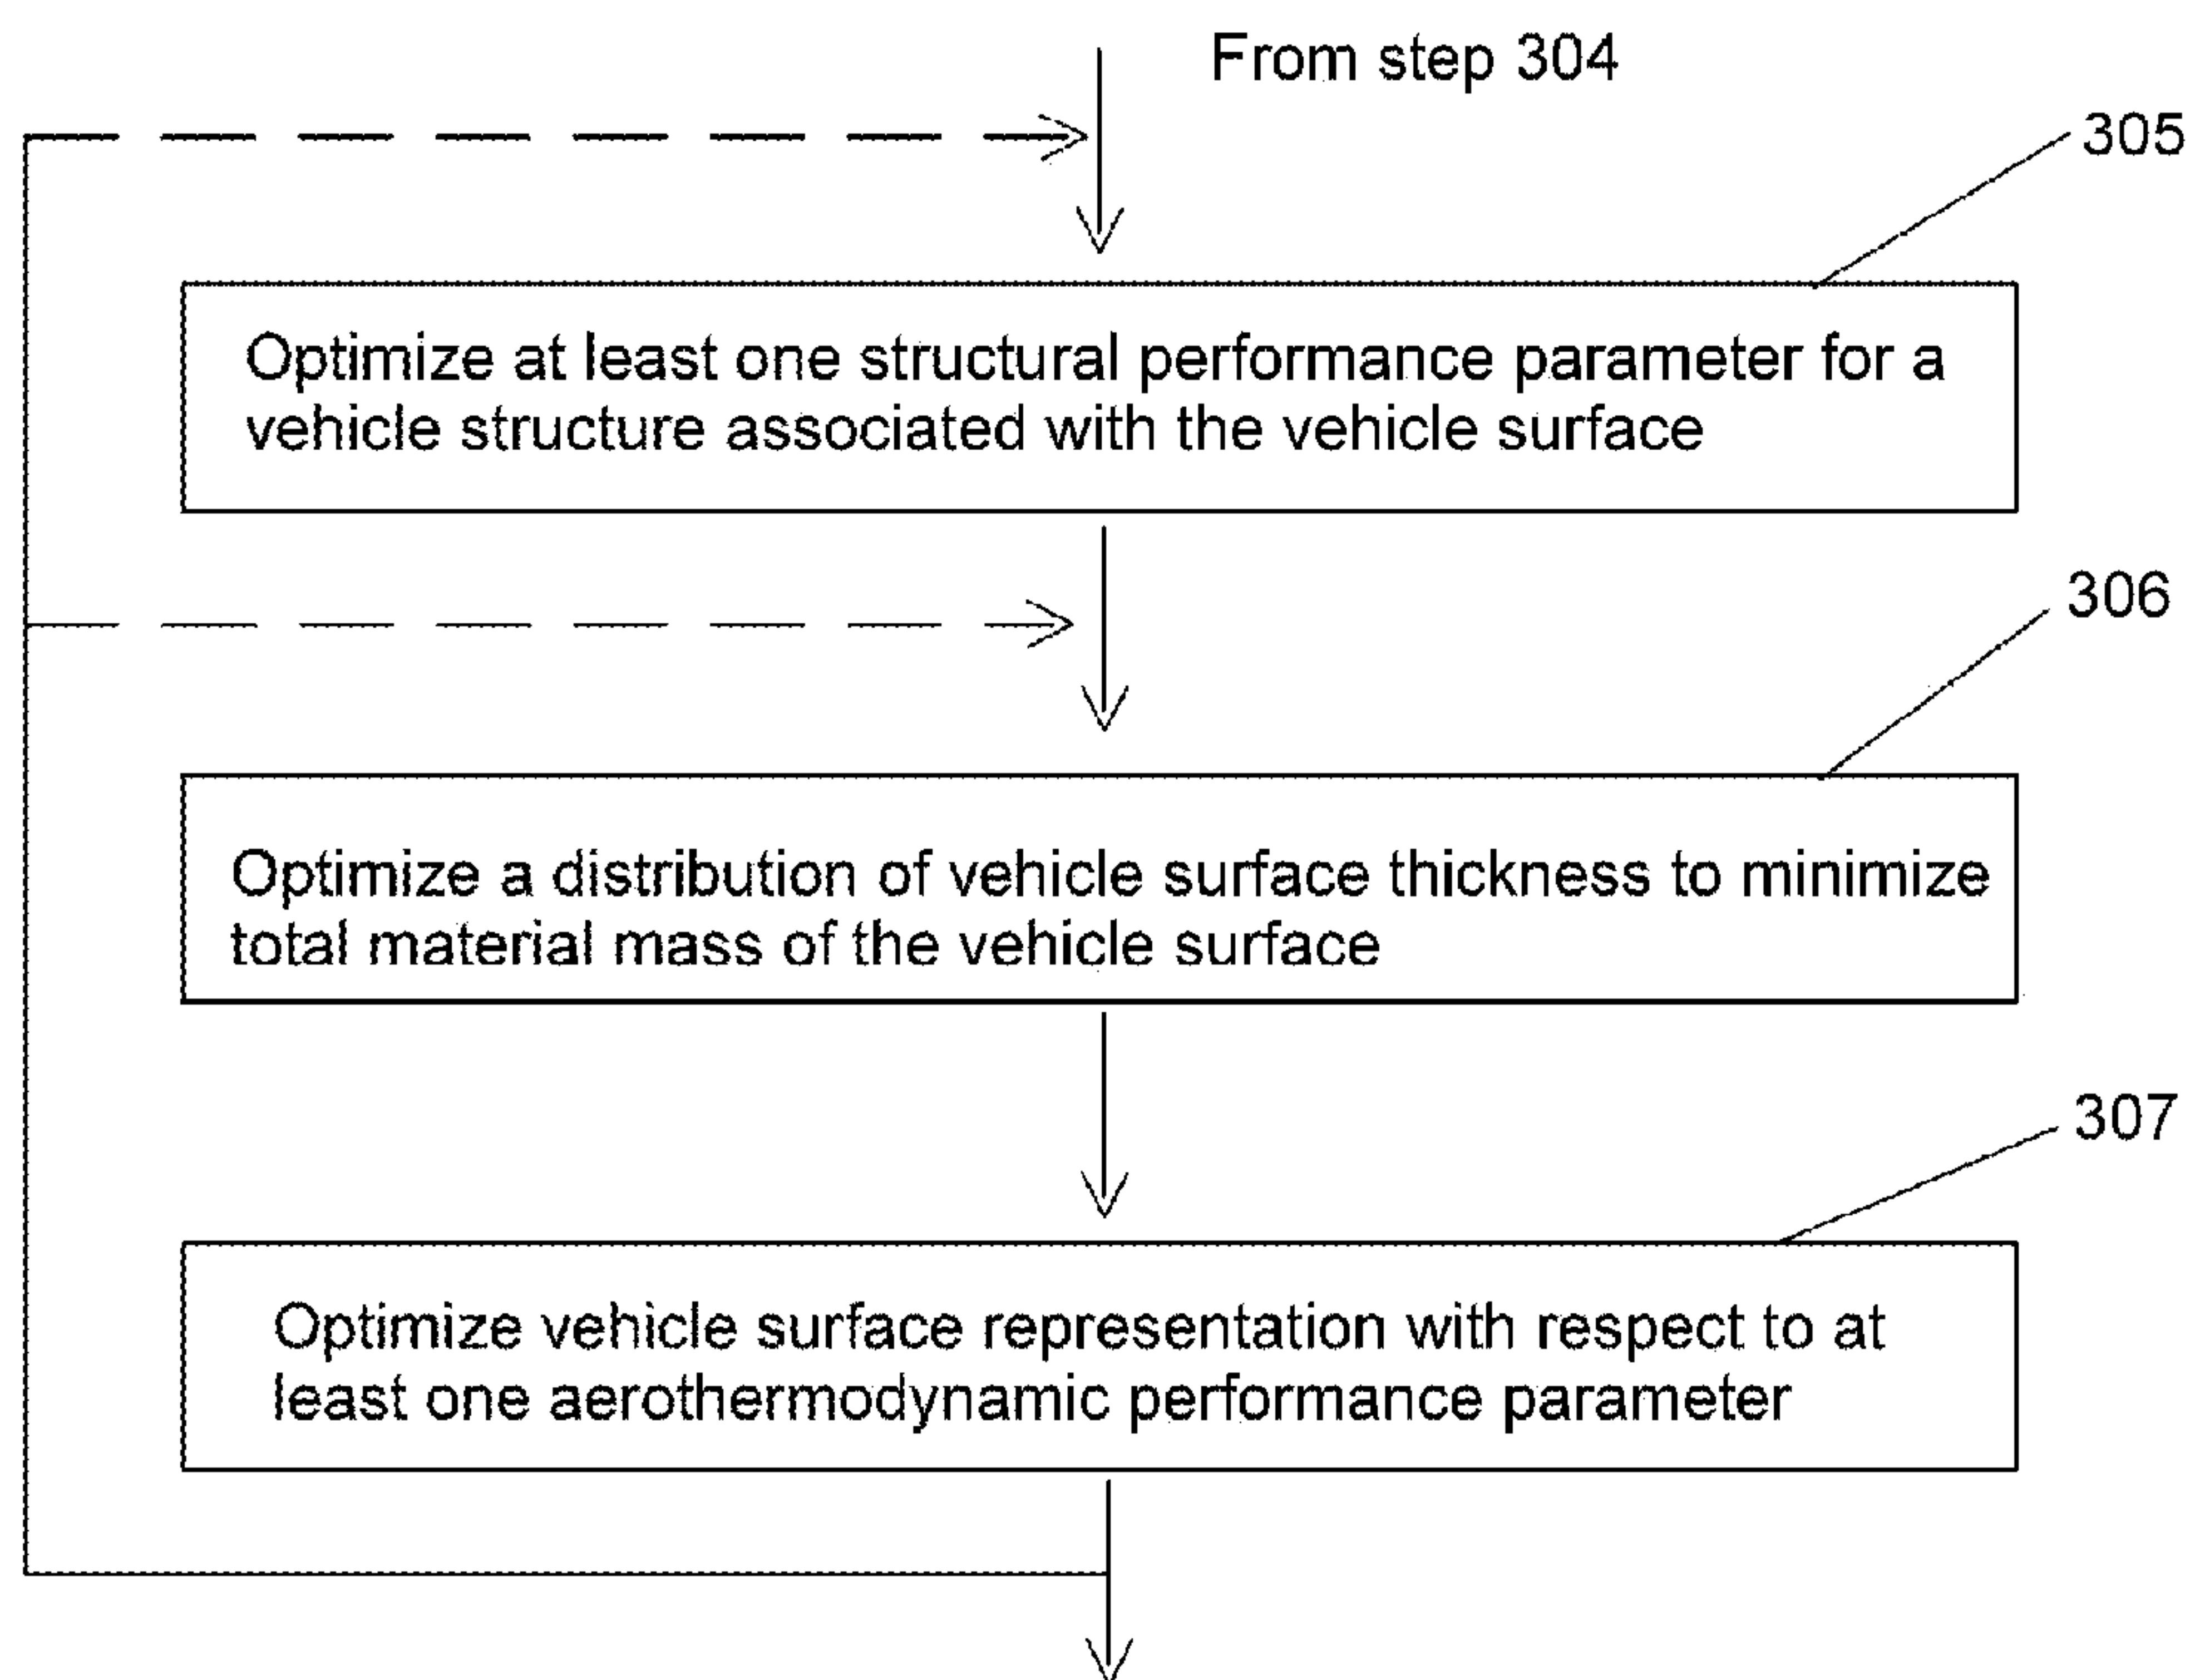 From step 304
305
Optimize at least one structural performance parameter for a
vehicle structure associated with the vehicle surface
306
Optimize a distribution of vehicle surface thickness to minimize
total material mass of the vehicle surface
307
Optimize vehicle surface representation with respect to at
least one aerothermodynamic performance parameter